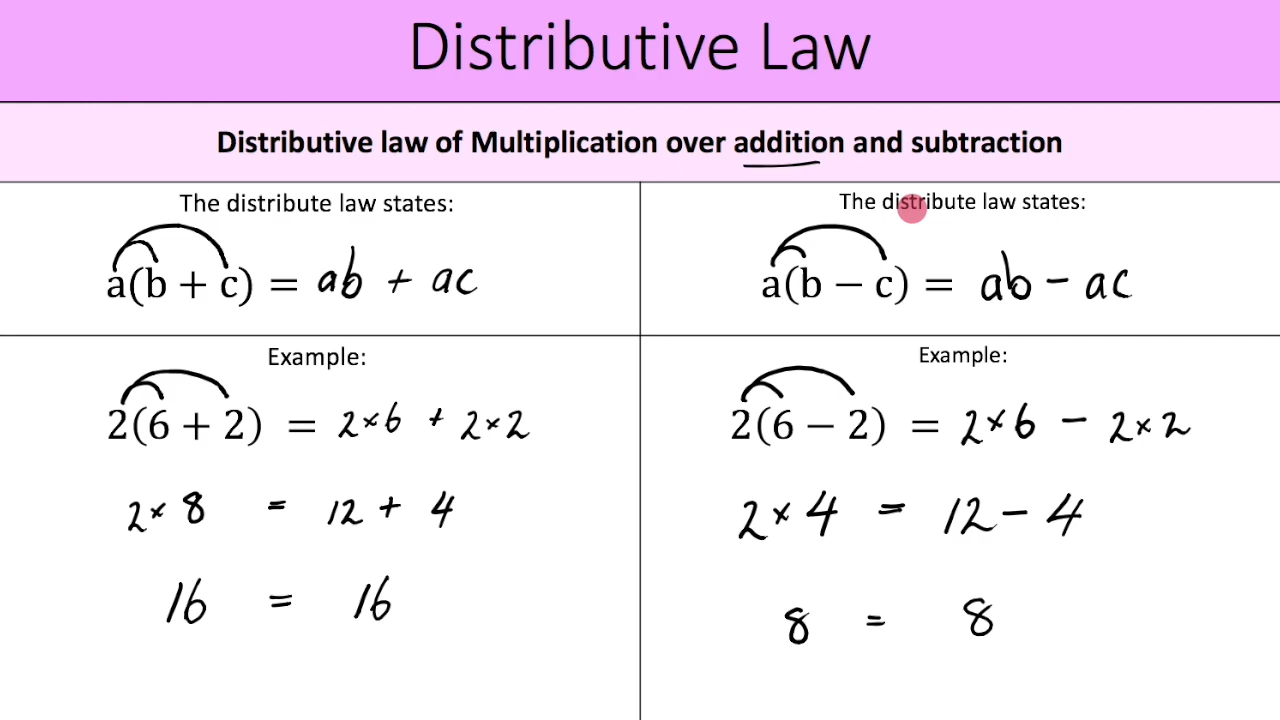 Distributive Law
Distributive law of Multiplication over addition and subtraction
The distribute law states:
a(b + c) = ab + ac
Example:
2(6 + 2) = 2×6 + 2×2
2×8 = 12 + 4
16 = 16
The distribute law states:
a(b − c) = ab − ac
Example:
2(6 − 2) = 2×6 − 2×2
2×4 = 12 − 4
8 = 8